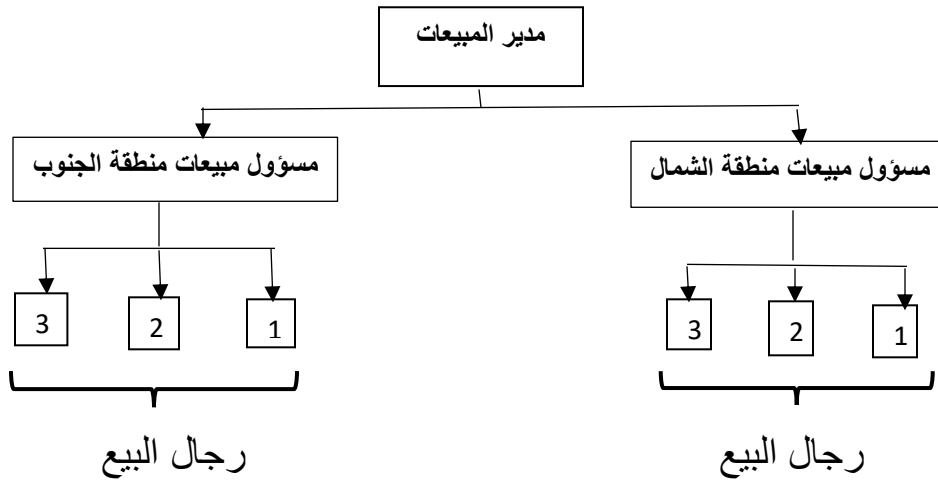 مدير المبيعات
مسؤول مبيعات منطقة الشمال
مسؤول مبيعات منطقة الجنوب
1
2
3
1
2
3
رجال البيع
رجال البيع